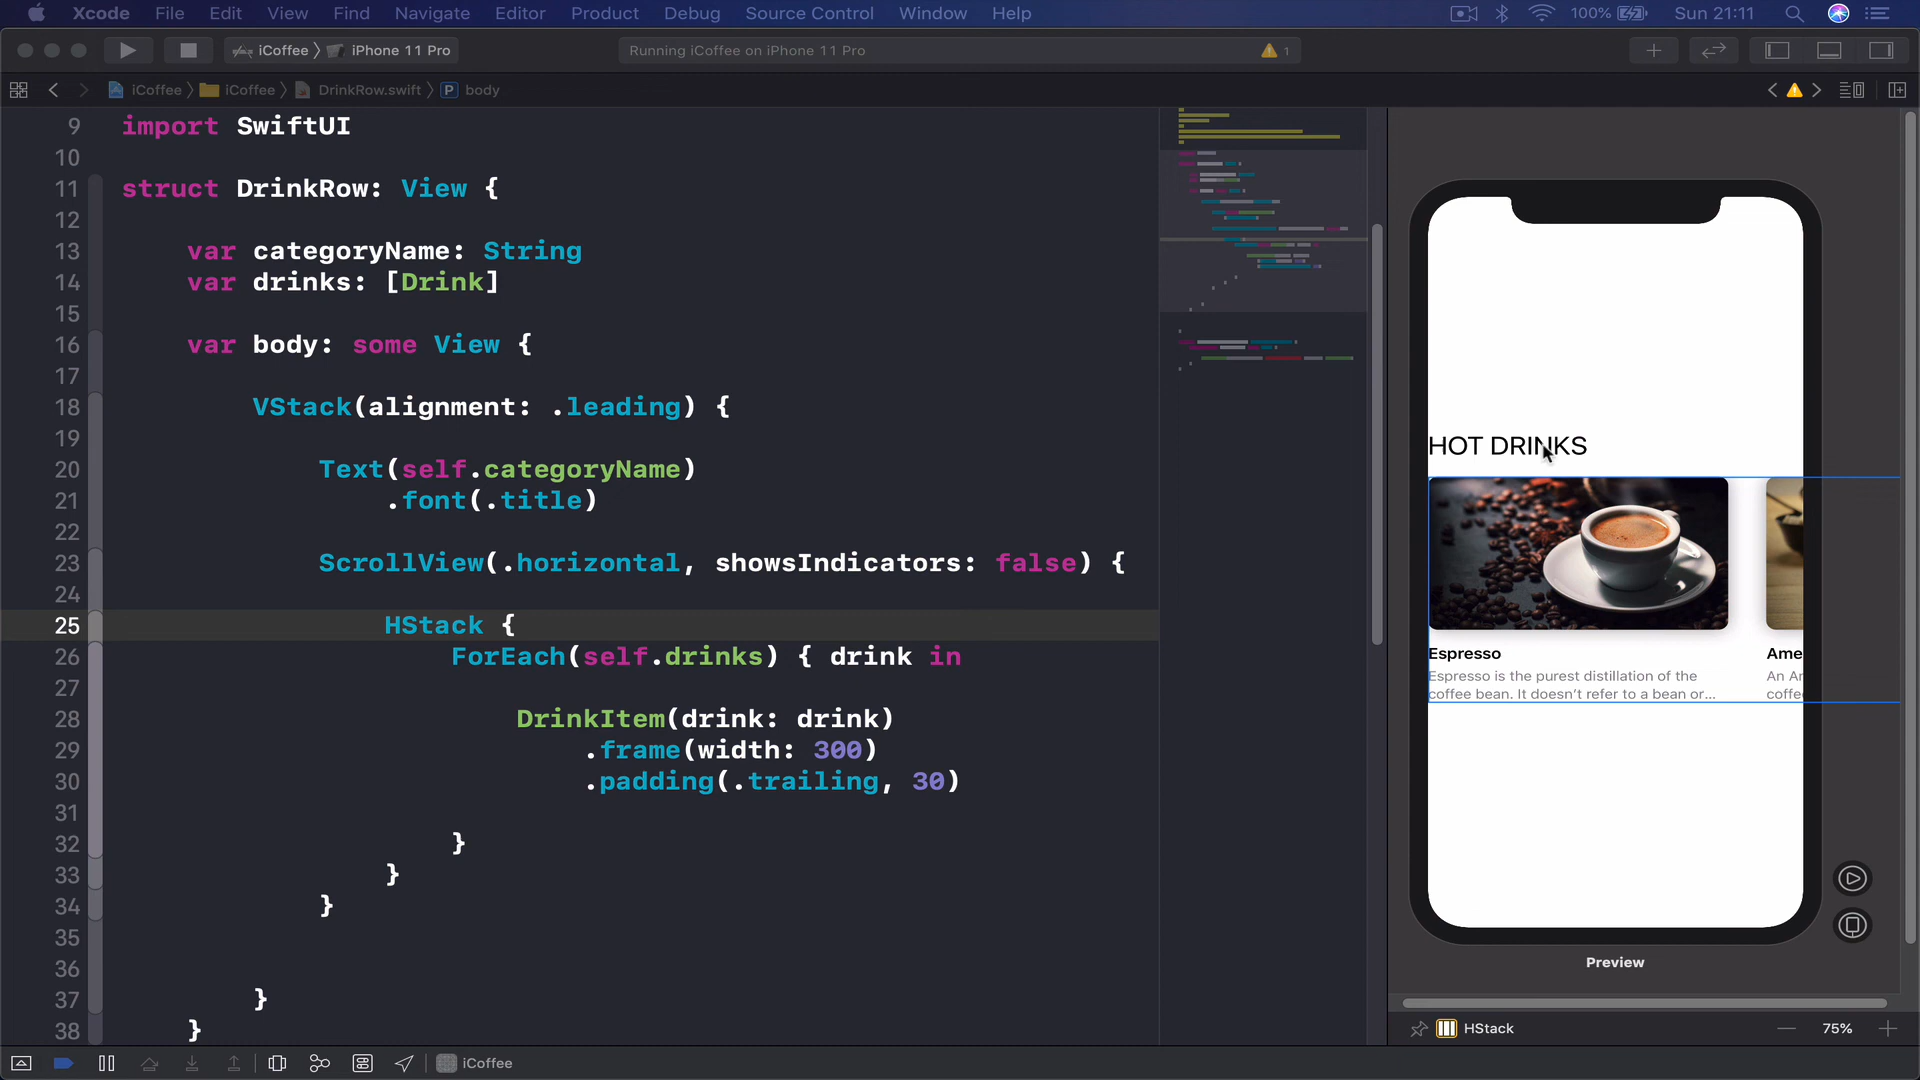 Xcode File Edit View Find Navigate Editor Product Debug Source Control Window Help 100% Sun 21:11
iCoffee iPhone 11 Pro Running iCoffee on iPhone 11 Pro 1
iCoffee iCoffee DrinkRow.swift P body
9 import SwiftUI
10
11 struct DrinkRow: View {
12
13 var categoryName: String
14 var drinks: [Drink]
15
16 var body: some View {
17
18 VStack(alignment: .leading) {
19
20 Text(self.categoryName)
21 .font(.title)
22
23 ScrollView(.horizontal, showsIndicators: false) {
24
25 HStack {
26 ForEach(self.drinks) { drink in
27
28 DrinkItem(drink: drink)
29 .frame(width: 300)
30 .padding(.trailing, 30)
31
32 }
33 }
34 }
35
36
37 }
38 }
HOT DRINKS
Espresso
Espresso is the purest distillation of the
coffee bean. It doesn't refer to a bean or...
Ame
An Ar
coffe
Preview
HStack 75%
iCoffee